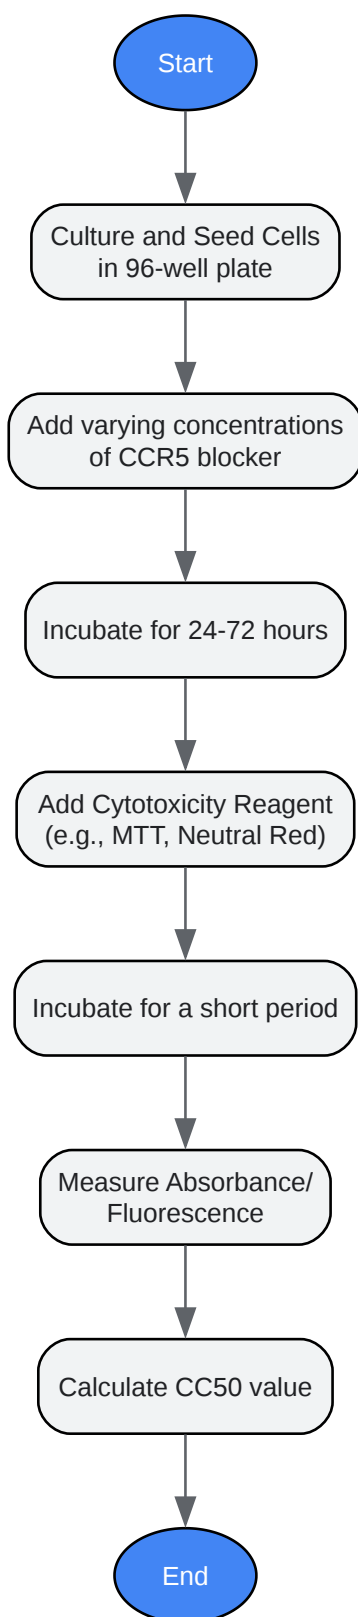 Start
Culture and Seed Cells
in 96-well plate
Add varying concentrations
of CCR5 blocker
Incubate for 24-72 hours
Add Cytotoxicity Reagent
(e.g., MTT, Neutral Red)
Incubate for a short period
Measure Absorbance/
Fluorescence
Calculate CC50 value
End